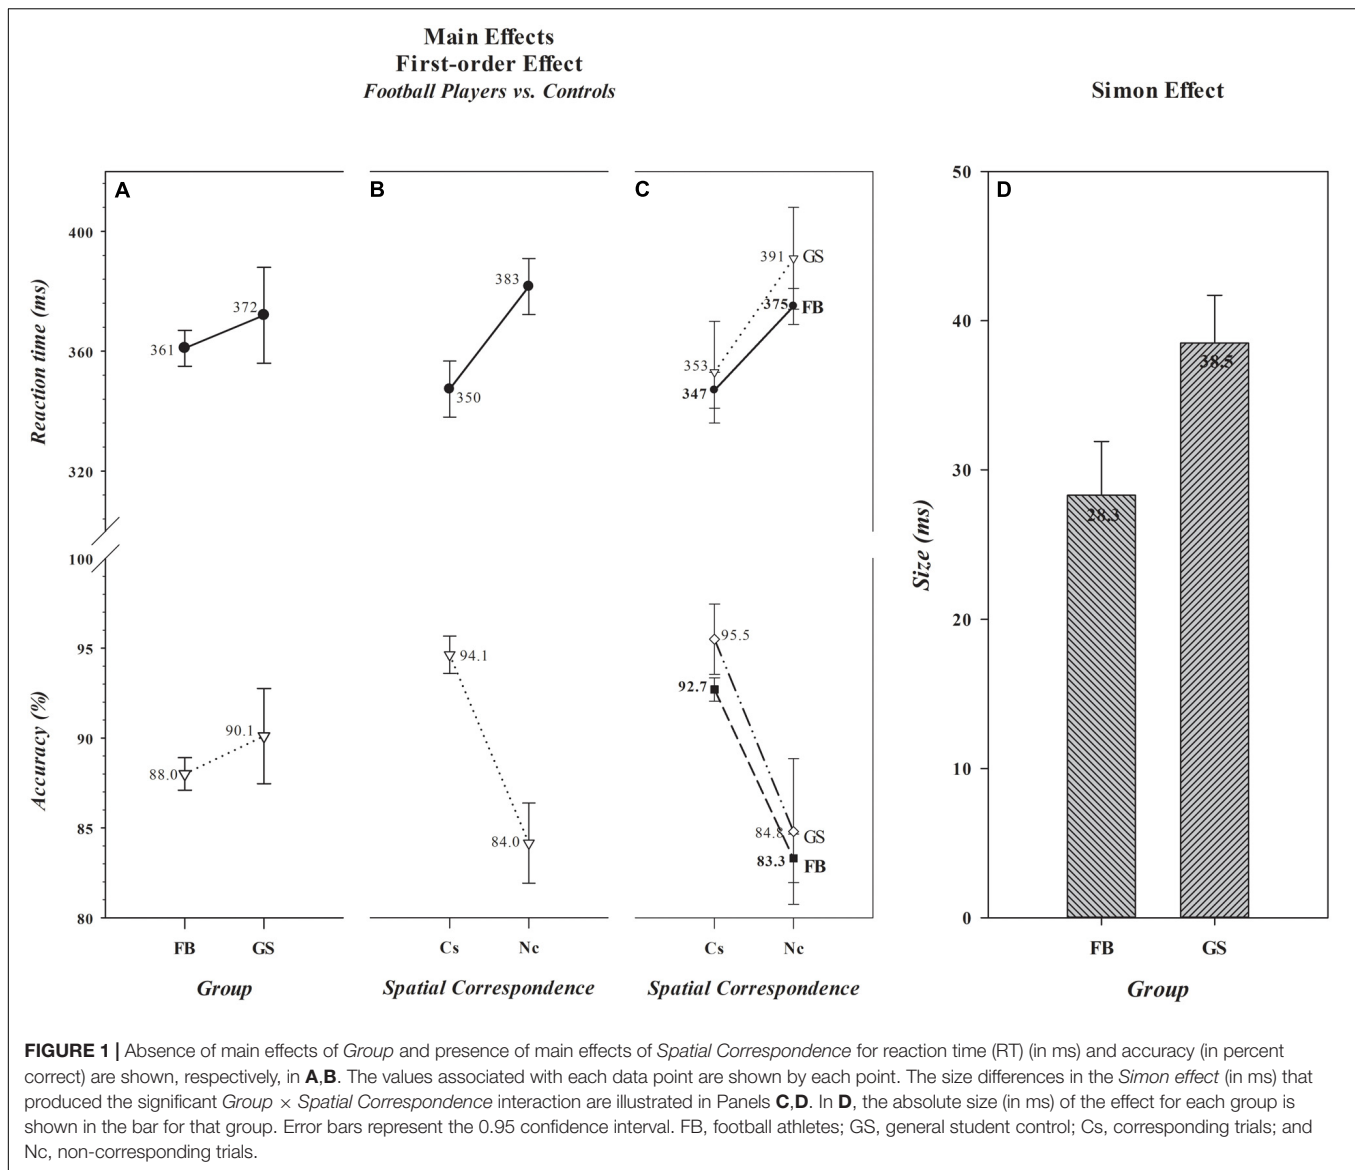 Main Effects
First-order Effect
Football Players vs. Controls
Simon Effect
A
B
C
D
Reaction time (ms)
400
360
320
361
372
350
383
353
347
391 GS
375 FB
Accuracy (%)
100
95
90
85
80
88.0
90.1
94.1
84.0
95.5
92.7
84.8 GS
83.3 FB
FB GS
Group
Cs Nc
Spatial Correspondence
Cs Nc
Spatial Correspondence
Size (ms)
50
40
30
20
10
0
28.3
38.5
FB GS
Group
FIGURE 1 | Absence of main effects of Group and presence of main effects of Spatial Correspondence for reaction time (RT) (in ms) and accuracy (in percent
correct) are shown, respectively, in A,B. The values associated with each data point are shown by each point. The size differences in the Simon effect (in ms) that
produced the significant Group × Spatial Correspondence interaction are illustrated in Panels C,D. In D, the absolute size (in ms) of the effect for each group is
shown in the bar for that group. Error bars represent the 0.95 confidence interval. FB, football athletes; GS, general student control; Cs, corresponding trials; and
Nc, non-corresponding trials.